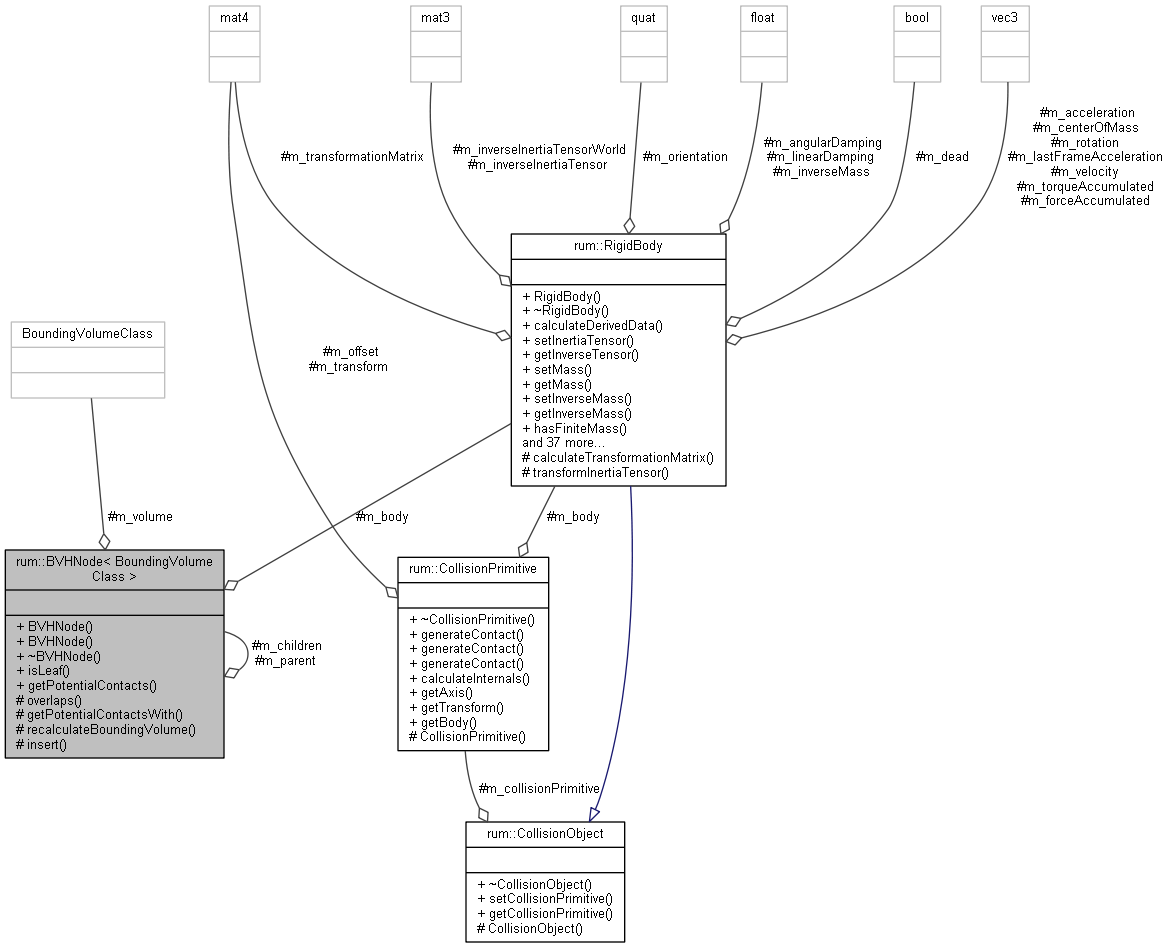 mat4
mat3
quat
float
bool
vec3
#m_transformationMatrix
#m_inverseInertiaTensorWorld
#m_inverseInertiaTensor
#m_orientation
#m_angularDamping
#m_linearDamping
#m_inverseMass
#m_dead
#m_acceleration
#m_centerOfMass
#m_rotation
#m_lastFrameAcceleration
#m_velocity
#m_torqueAccumulated
#m_forceAccumulated
rum::RigidBody
+ RigidBody()
+ ~RigidBody()
+ calculateDerivedData()
+ setInertiaTensor()
+ getInverseTensor()
+ setMass()
+ getMass()
+ setInverseMass()
+ getInverseMass()
+ hasFiniteMass()
and 37 more...
# calculateTransformationMatrix()
# transformInertiaTensor()
BoundingVolumeClass
#m_offset
#m_transform
#m_volume
#m_body
#m_body
rum::BVHNode< BoundingVolume
Class >
+ BVHNode()
+ BVHNode()
+ ~BVHNode()
+ isLeaf()
+ getPotentialContacts()
# overlaps()
# getPotentialContactsWith()
# recalculateBoundingVolume()
# insert()
#m_children
#m_parent
rum::CollisionPrimitive
+ ~CollisionPrimitive()
+ generateContact()
+ generateContact()
+ generateContact()
+ calculateInternals()
+ getAxis()
+ getTransform()
+ getBody()
# CollisionPrimitive()
#m_collisionPrimitive
rum::CollisionObject
+ ~CollisionObject()
+ setCollisionPrimitive()
+ getCollisionPrimitive()
# CollisionObject()